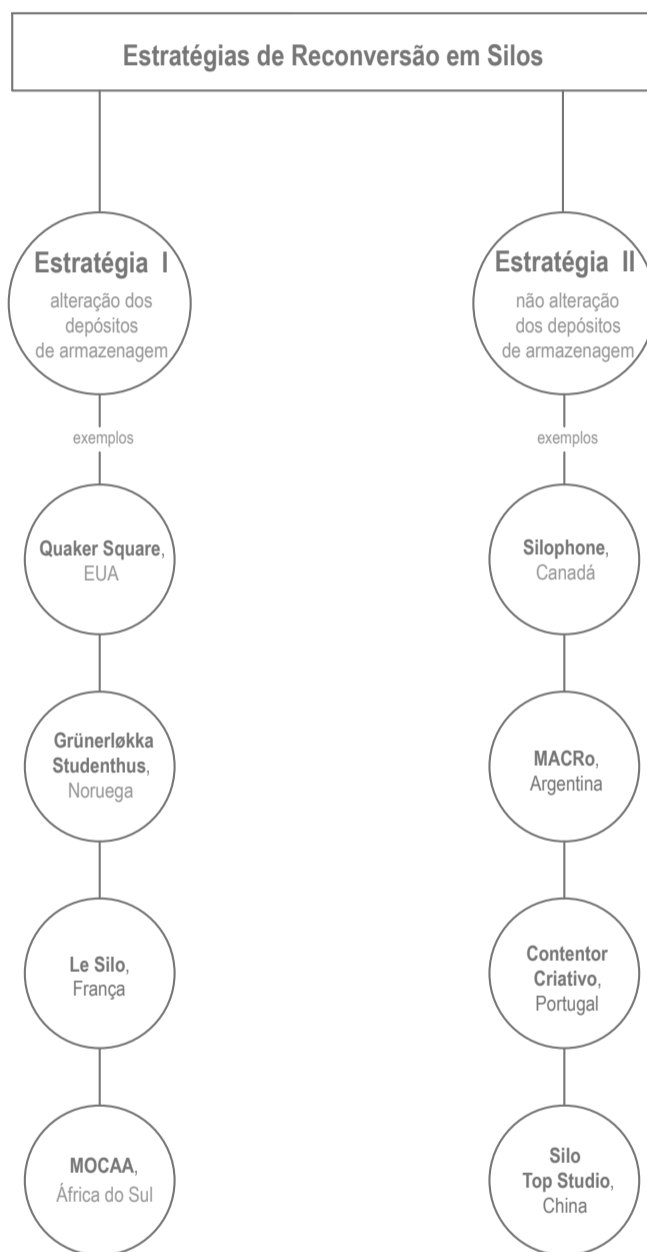 Estratégias de Reconversão em Silos
Estratégia I
alteração dos
depósitos
de armazenagem
exemplos
Quaker Square,
EUA
Grünerløkka
Studenthus,
Noruega
Le Silo,
França
MOCAA,
África do Sul
Estratégia II
não alteração
dos depósitos
de armazenagem
exemplos
Silophone,
Canadá
MACRo,
Argentina
Contentor
Criativo,
Portugal
Silo
Top Studio,
China